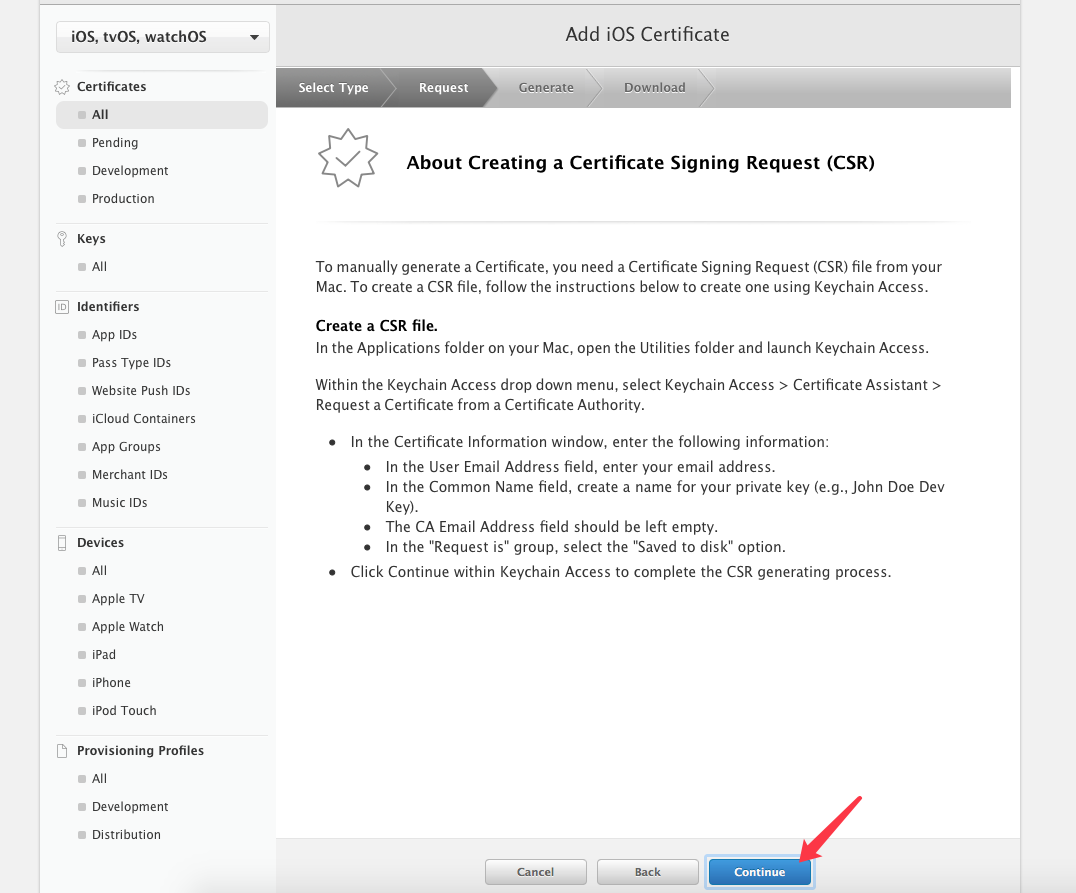 iOS, tvOS, watchOS
Certificates
All
Pending
Development
Production
Keys
All
ID
Identifiers
App IDs
Pass Type IDs
Website Push IDs
iCloud Containers
App Groups
Merchant IDs
Music IDs
Devices
All
Apple TV
Apple Watch
iPad
iPhone
iPod Touch
Provisioning Profiles
All
Development
Distribution
Add iOS Certificate
Select Type
Request
Generate
Download
About Creating a Certificate Signing Request (CSR)
To manually generate a Certificate, you need a Certificate Signing Request (CSR) file from your
Mac. To create a CSR file, follow the instructions below to create one using Keychain Access.
Create a CSR file.
In the Applications folder on your Mac, open the Utilities folder and launch Keychain Access.
Within the Keychain Access drop down menu, select Keychain Access > Certificate Assistant >
Request a Certificate from a Certificate Authority.
• In the Certificate Information window, enter the following information:
• In the User Email Address field, enter your email address.
• In the Common Name field, create a name for your private key (e.g., John Doe Dev
Key).
• The CA Email Address field should be left empty.
• In the "Request is" group, select the "Saved to disk" option.
• Click Continue within Keychain Access to complete the CSR generating process.
Cancel
Back
Continue